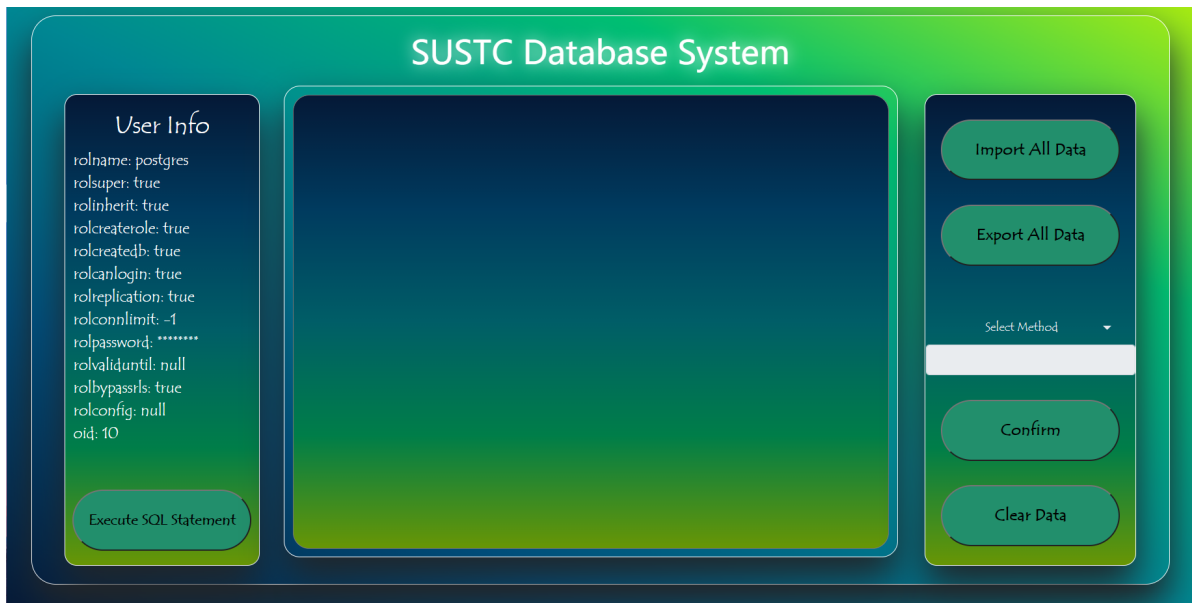 SUSTC Database System
User Info
rolname: postgres
rolsuper: true
rolinherit: true
rolcreaterole: true
rolcreatedb: true
rolcanlogin: true
rolreplication: true
rolconnlimit: -1
rolpassword: ********
rolvaliduntil: null
rolbypassrls: true
rolconfig: null
oid: 10
Execute SQL Statement
Import All Data
Export All Data
Select Method
Confirm
Clear Data